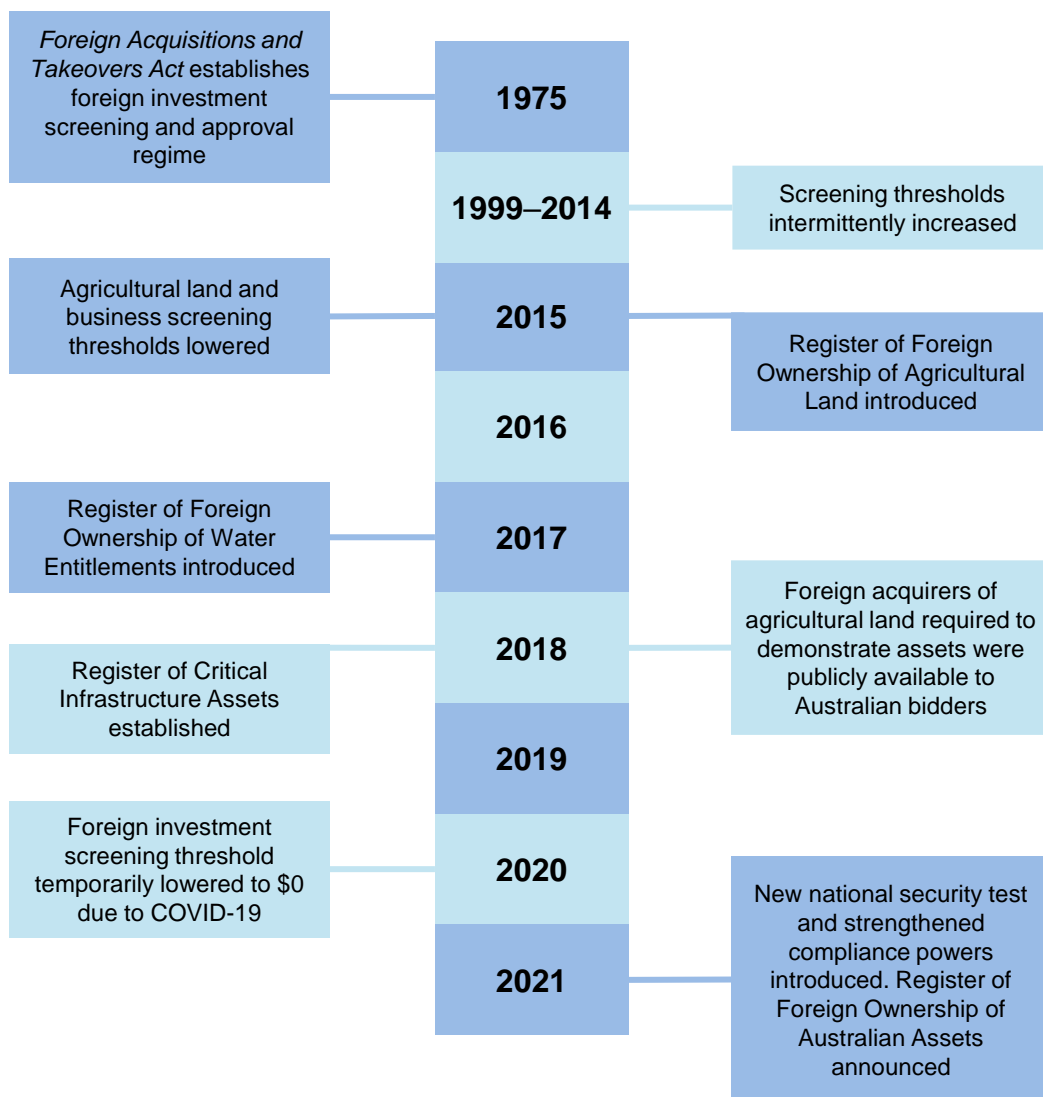 Foreign Acquisitions and
Takeovers Act establishes
foreign investment
screening and approval
regime
1975
1999–2014
Screening thresholds
intermittently increased
Agricultural land and
business screening
thresholds lowered
2015
Register of Foreign
Ownership of Agricultural
Land introduced
2016
Register of Foreign
Ownership of Water
Entitlements introduced
2017
Register of Critical
Infrastructure Assets
established
2018
Foreign acquirers of
agricultural land required to
demonstrate assets were
publicly available to
Australian bidders
2019
Foreign investment
screening threshold
temporarily lowered to $0
due to COVID-19
2020
2021
New national security test
and strengthened
compliance powers
introduced. Register of
Foreign Ownership of
Australian Assets
announced